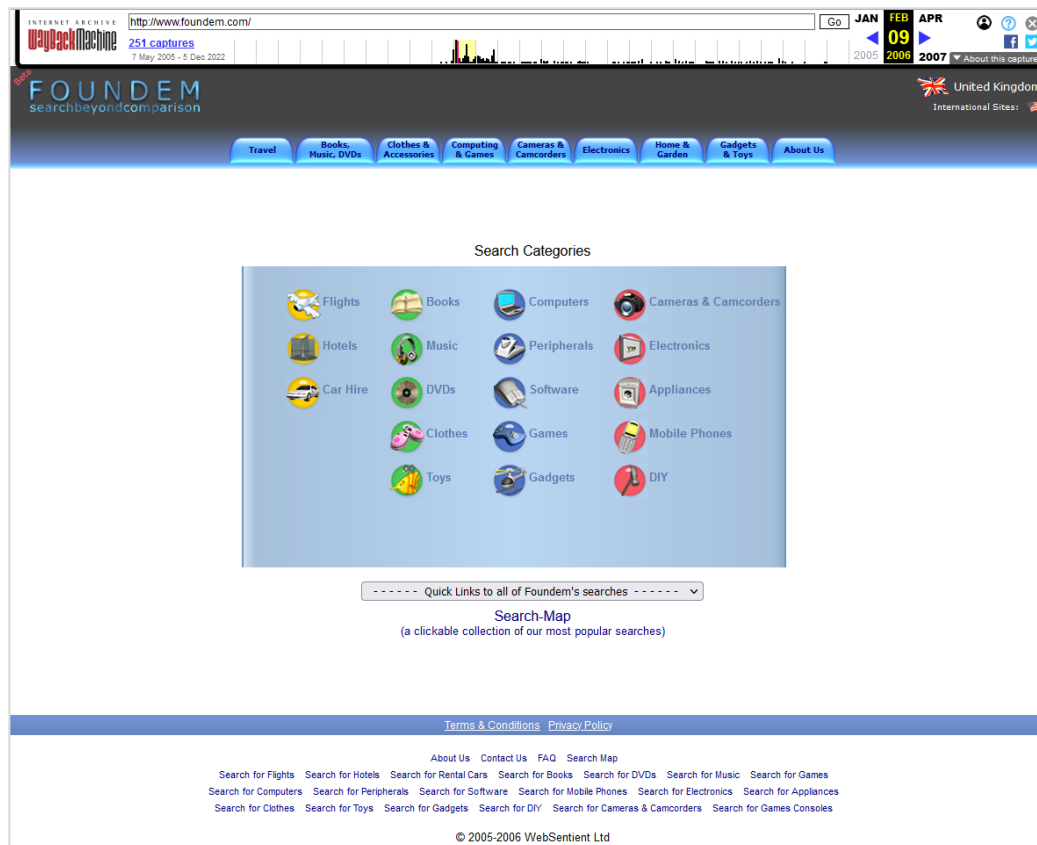 INTERNET ARCHIVE
WayBackMachine
http://www.foundem.com/
Go
JAN FEB APR
251 captures
09
7 May 2005 - 5 Dec 2022
2005 2006 2007
About this capture
Beta
FOUNDEM
searchbeyondcomparison
United Kingdom
International Sites:
Travel
Books, Music, DVDs
Clothes & Accessories
Computing & Games
Cameras & Camcorders
Electronics
Home & Garden
Gadgets & Toys
About Us
Search Categories
Flights Books Computers Cameras & Camcorders
Hotels Music Peripherals Electronics
Car Hire DVDs Software Appliances
Clothes Games Mobile Phones
Toys Gadgets DIY
- - - - - - Quick Links to all of Foundem's searches - - - - - -
Search-Map
(a clickable collection of our most popular searches)
Terms & Conditions Privacy Policy
About Us Contact Us FAQ Search Map
Search for Flights Search for Hotels Search for Rental Cars Search for Books Search for DVDs Search for Music Search for Games
Search for Computers Search for Peripherals Search for Software Search for Mobile Phones Search for Electronics Search for Appliances
Search for Clothes Search for Toys Search for Gadgets Search for DIY Search for Cameras & Camcorders Search for Games Consoles
© 2005-2006 WebSentient Ltd